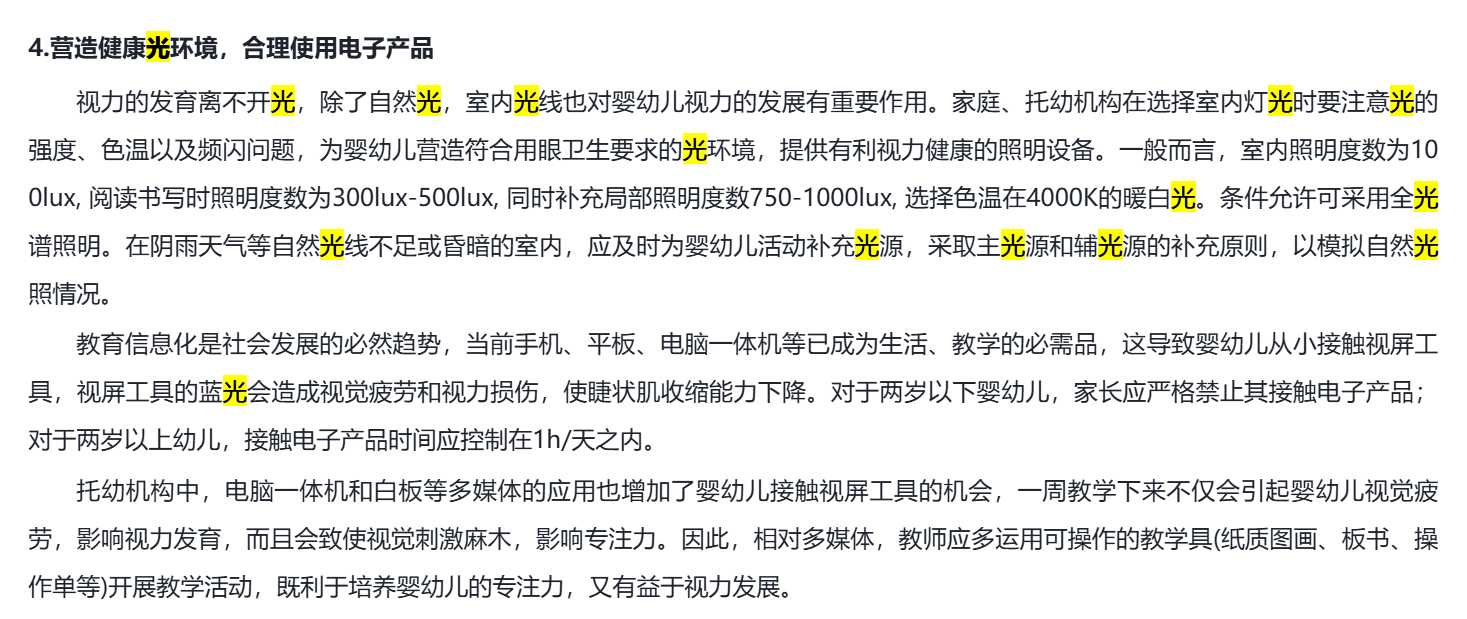 4.营造健康光环境，合理使用电子产品
视力的发育离不开光，除了自然光，室内光线也对婴幼儿视力的发展有重要作用。家庭、托幼机构在选择室内灯光时要注意光的
强度、色温以及频闪问题，为婴幼儿营造符合用眼卫生要求的光环境，提供有利视力健康的照明设备。一般而言，室内照明度数为10
0lux, 阅读书写时照明度数为300lux-500lux, 同时补充局部照明度数750-1000lux, 选择色温在4000K的暖白光。条件允许可采用全光
谱照明。在阴雨天气等自然光线不足或昏暗的室内，应及时为婴幼儿活动补充光源，采取主光源和辅光源的补充原则，以模拟自然光
照情况。
教育信息化是社会发展的必然趋势，当前手机、平板、电脑一体机等已成为生活、教学的必需品，这导致婴幼儿从小接触视屏工
具，视屏工具的蓝光会造成视觉疲劳和视力损伤，使睫状肌收缩能力下降。对于两岁以下婴幼儿，家长应严格禁止其接触电子产品；
对于两岁以上幼儿，接触电子产品时间应控制在1h/天之内。
托幼机构中，电脑一体机和白板等多媒体的应用也增加了婴幼儿接触视屏工具的机会，一周教学下来不仅会引起婴幼儿视觉疲
劳，影响视力发育，而且会致使视觉刺激麻木，影响专注力。因此，相对多媒体，教师应多运用可操作的教学具(纸质图画、板书、操
作单等)开展教学活动，既利于培养婴幼儿的专注力，又有益于视力发展。